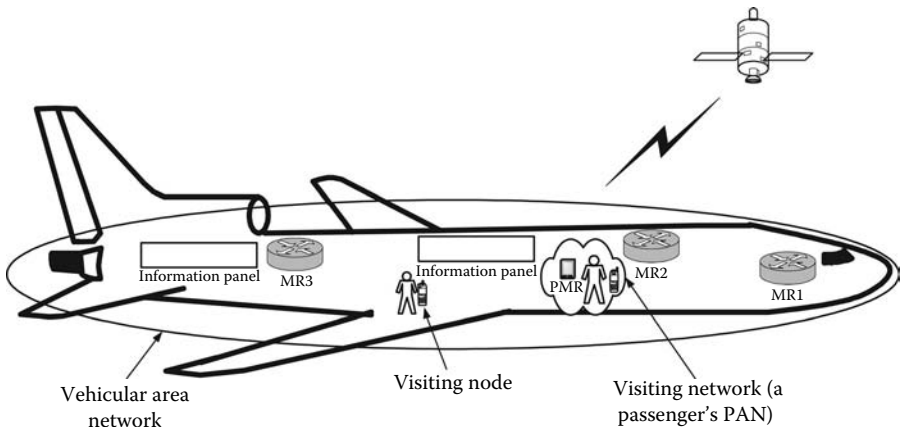 Information panel
MR3
Information panel
PMR
MR2
MR1
Vehicular area
network
Visiting node
Visiting network (a
passenger's PAN)